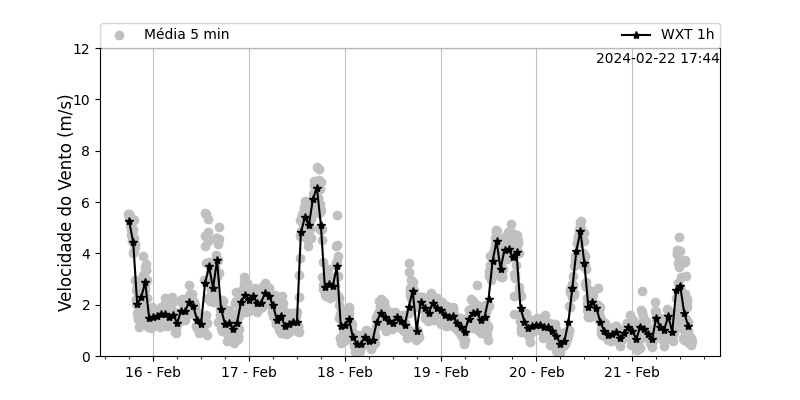 Média 5 min
WXT 1h
2024-02-22 17:44
Velocidade do Vento (m/s)
12
10
8
6
4
2
0
16 - Feb
17 - Feb
18 - Feb
19 - Feb
20 - Feb
21 - Feb